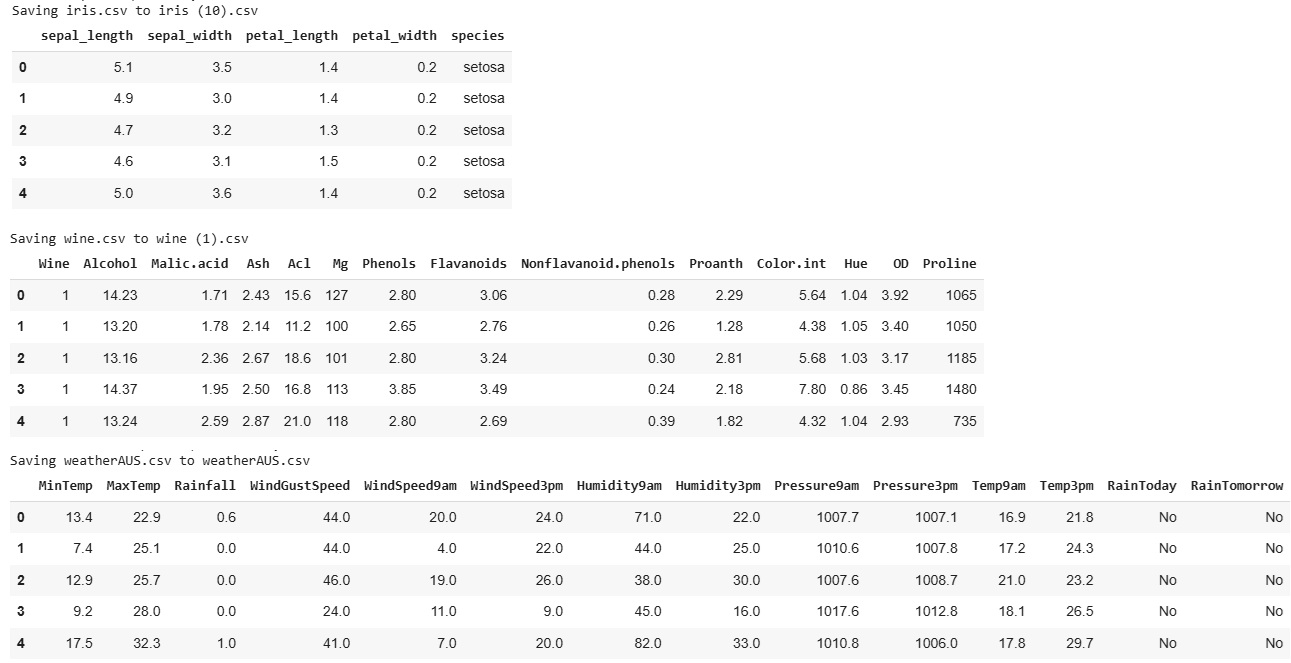 Saving iris.csv to iris (10).csv
sepal_length sepal_width petal_length petal_width species
0 5.1 3.5 1.4 0.2 setosa
1 4.9 3.0 1.4 0.2 setosa
2 4.7 3.2 1.3 0.2 setosa
3 4.6 3.1 1.5 0.2 setosa
4 5.0 3.6 1.4 0.2 setosa
Saving wine.csv to wine (1).csv
Wine Alcohol Malic.acid Ash Acl Mg Phenols Flavanoids Nonflavanoid.phenols Proanth Color.int Hue OD Proline
0 1 14.23 1.71 2.43 15.6 127 2.80 3.06 0.28 2.29 5.64 1.04 3.92 1065
1 1 13.20 1.78 2.14 11.2 100 2.65 2.76 0.26 1.28 4.38 1.05 3.40 1050
2 1 13.16 2.36 2.67 18.6 101 2.80 3.24 0.30 2.81 5.68 1.03 3.17 1185
3 1 14.37 1.95 2.50 16.8 113 3.85 3.49 0.24 2.18 7.80 0.86 3.45 1480
4 1 13.24 2.59 2.87 21.0 118 2.80 2.69 0.39 1.82 4.32 1.04 2.93 735
Saving weatherAUS.csv to weatherAUS.csv
MinTemp MaxTemp Rainfall WindGustSpeed WindSpeed9am WindSpeed3pm Humidity9am Humidity3pm Pressure9am Pressure3pm Temp9am Temp3pm RainToday RainTomorrow
0 13.4 22.9 0.6 44.0 20.0 24.0 71.0 22.0 1007.7 1007.1 16.9 21.8 No No
1 7.4 25.1 0.0 44.0 4.0 22.0 44.0 25.0 1010.6 1007.8 17.2 24.3 No No
2 12.9 25.7 0.0 46.0 19.0 26.0 38.0 30.0 1007.6 1008.7 21.0 23.2 No No
3 9.2 28.0 0.0 24.0 11.0 9.0 45.0 16.0 1017.6 1012.8 18.1 26.5 No No
4 17.5 32.3 1.0 41.0 7.0 20.0 82.0 33.0 1010.8 1006.0 17.8 29.7 No No